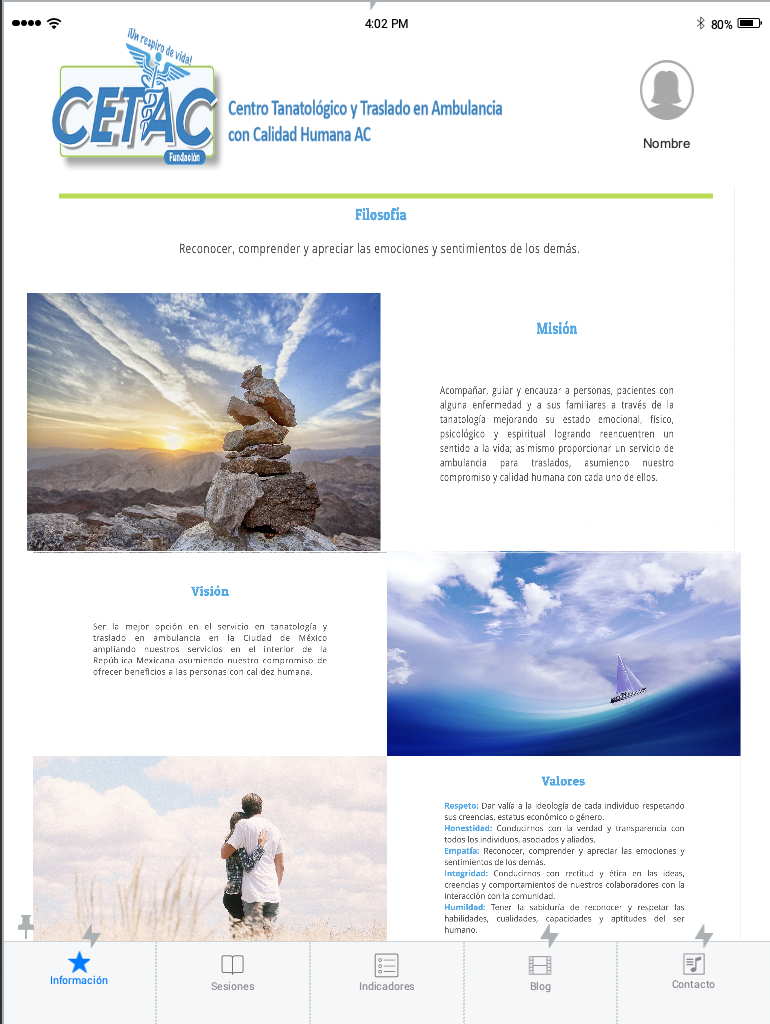 4:02 PM
80%
¡Un respiro de vida!
CETAC
Fundación
Centro Tanatológico y Traslado en Ambulancia
con Calidad Humana AC
Nombre
Filosofía
Reconocer, comprender y apreciar las emociones y sentimientos de los demás.
Misión
Acompañar, guiar y encauzar a personas, pacientes con
alguna enfermedad y a sus familiares a través de la
tanatología mejorando su estado emocional, físico,
psicológico y espiritual logrando reencuentren un
sentido a la vida; as mismo proporcionar un servicio de
ambulancia para traslados, asumiendo nuestro
compromiso y calidad humana con cada uno de ellos.
Visión
Ser la mejor opción en el servicio en tanatología y
traslado en ambulancia en la Ciudad de México
ampliando nuestros servicios en el interior de la
República Mexicana asumiendo nuestro compromiso de
ofrecer beneficios a las personas con calidez humana.
Valores
Respeto: Dar valía a la ideología de cada individuo respetando
sus creencias, estatus económico o género.
Honestidad: Conducirnos con la verdad y transparencia con
todos los individuos, asociados y aliados.
Empatía: Reconocer, comprender y apreciar las emociones y
sentimientos de los demás.
Integridad: Conducirnos con rectitud y ética en las ideas,
creencias y comportamientos de nuestros colaboradores con la
interacción con la comunidad.
Humildad: Tener la sabiduría de reconocer y respetar las
habilidades, cualidades, capacidades y aptitudes del ser
humano.
Información
Sesiones
Indicadores
Blog
Contacto